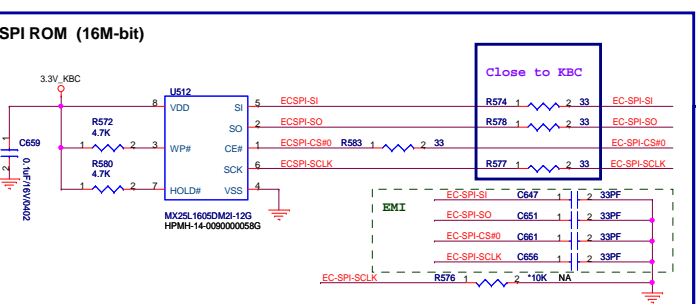 SPI ROM (16M-bit)
3.3V_KBC
Close to KBC
U512
8 VDD SI 5 ECSPI-SI R574 1 2 33 EC-SPI-SI
R572
4.7K
SO 2 ECSPI-SO R578 1 2 33 EC-SPI-SO
1 2 3 WP# CE# 1 ECSPI-CS#0 R583 1 2 33 EC-SPI-CS#0
R580
4.7K
SCK 6 ECSPI-SCLK R577 1 2 33 EC-SPI-SCLK
1 2 7 HOLD# VSS 4
1 C659
2 0.1uF/16V/0402
MX25L1605DM2I-12G
HPMH-14-0090000058G
EMI
EC-SPI-SI C647 1 2 33PF
EC-SPI-SO C651 1 2 33PF
EC-SPI-CS#0 C661 1 2 33PF
EC-SPI-SCLK C656 1 2 33PF
EC-SPI-SCLK R576 1 2 *10K NA